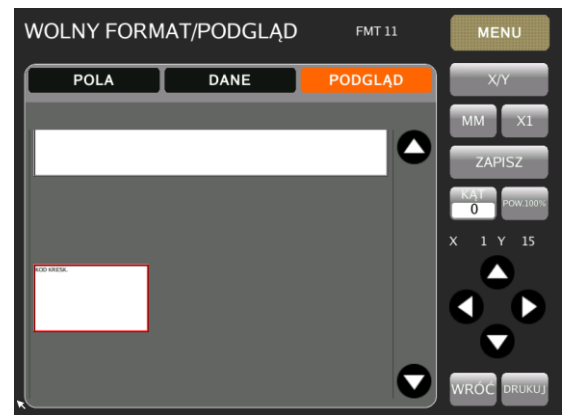 WOLNY FORMAT/PODGLĄD FMT 11 MENU
POLA DANE PODGLĄD X/Y
MM X1
ZAPISZ
KĄT
0 POW.100%
X 1 Y 15
KOD KRESK.
WRÓĆ DRUKUJ